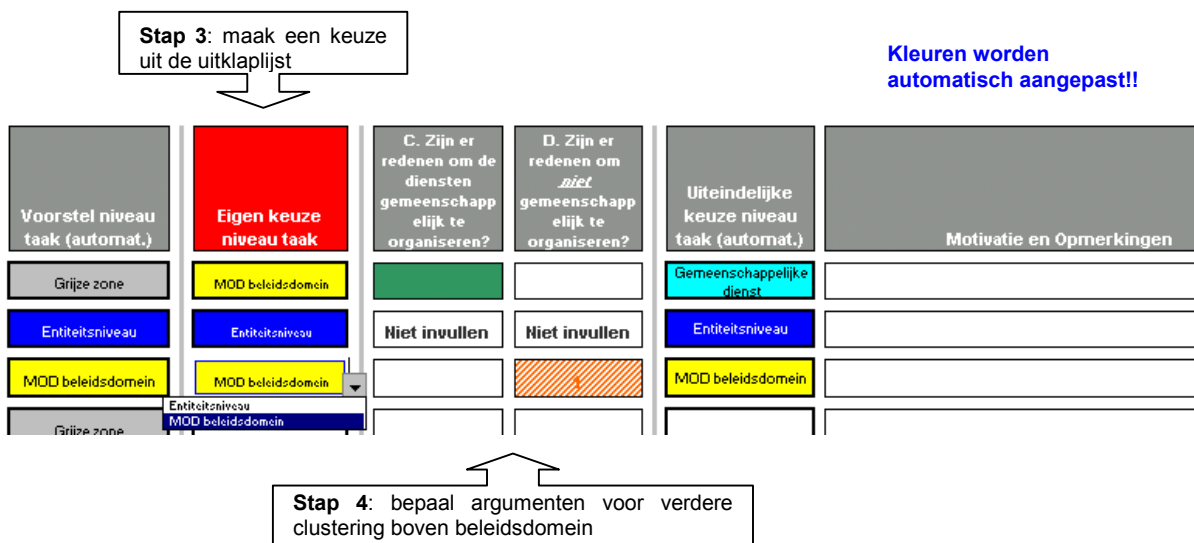 Stap 3: maak een keuze
uit de uitklaplijst
Kleuren worden
automatisch aangepast!!
Voorstel niveau
taak (automat.)
Eigen keuze
niveau taak
C. Zijn er
redenen om de
diensten
gemeenschapp
elijk te
organiseren?
D. Zijn er
redenen om
niet
gemeenschapp
elijk te
organiseren?
Uiteindelijke
keuze niveau
taak (automat.)
Motivatie en Opmerkingen
Grijze zone
MOD beleidsdomein
Gemeenschappelijke
dienst
Entiteitsniveau
Entiteitsniveau
Niet invullen
Niet invullen
Entiteitsniveau
MOD beleidsdomein
MOD beleidsdomein
1
MOD beleidsdomein
Entiteitsniveau
MOD beleidsdomein
Grijze zone
Stap 4: bepaal argumenten voor verdere
clustering boven beleidsdomein